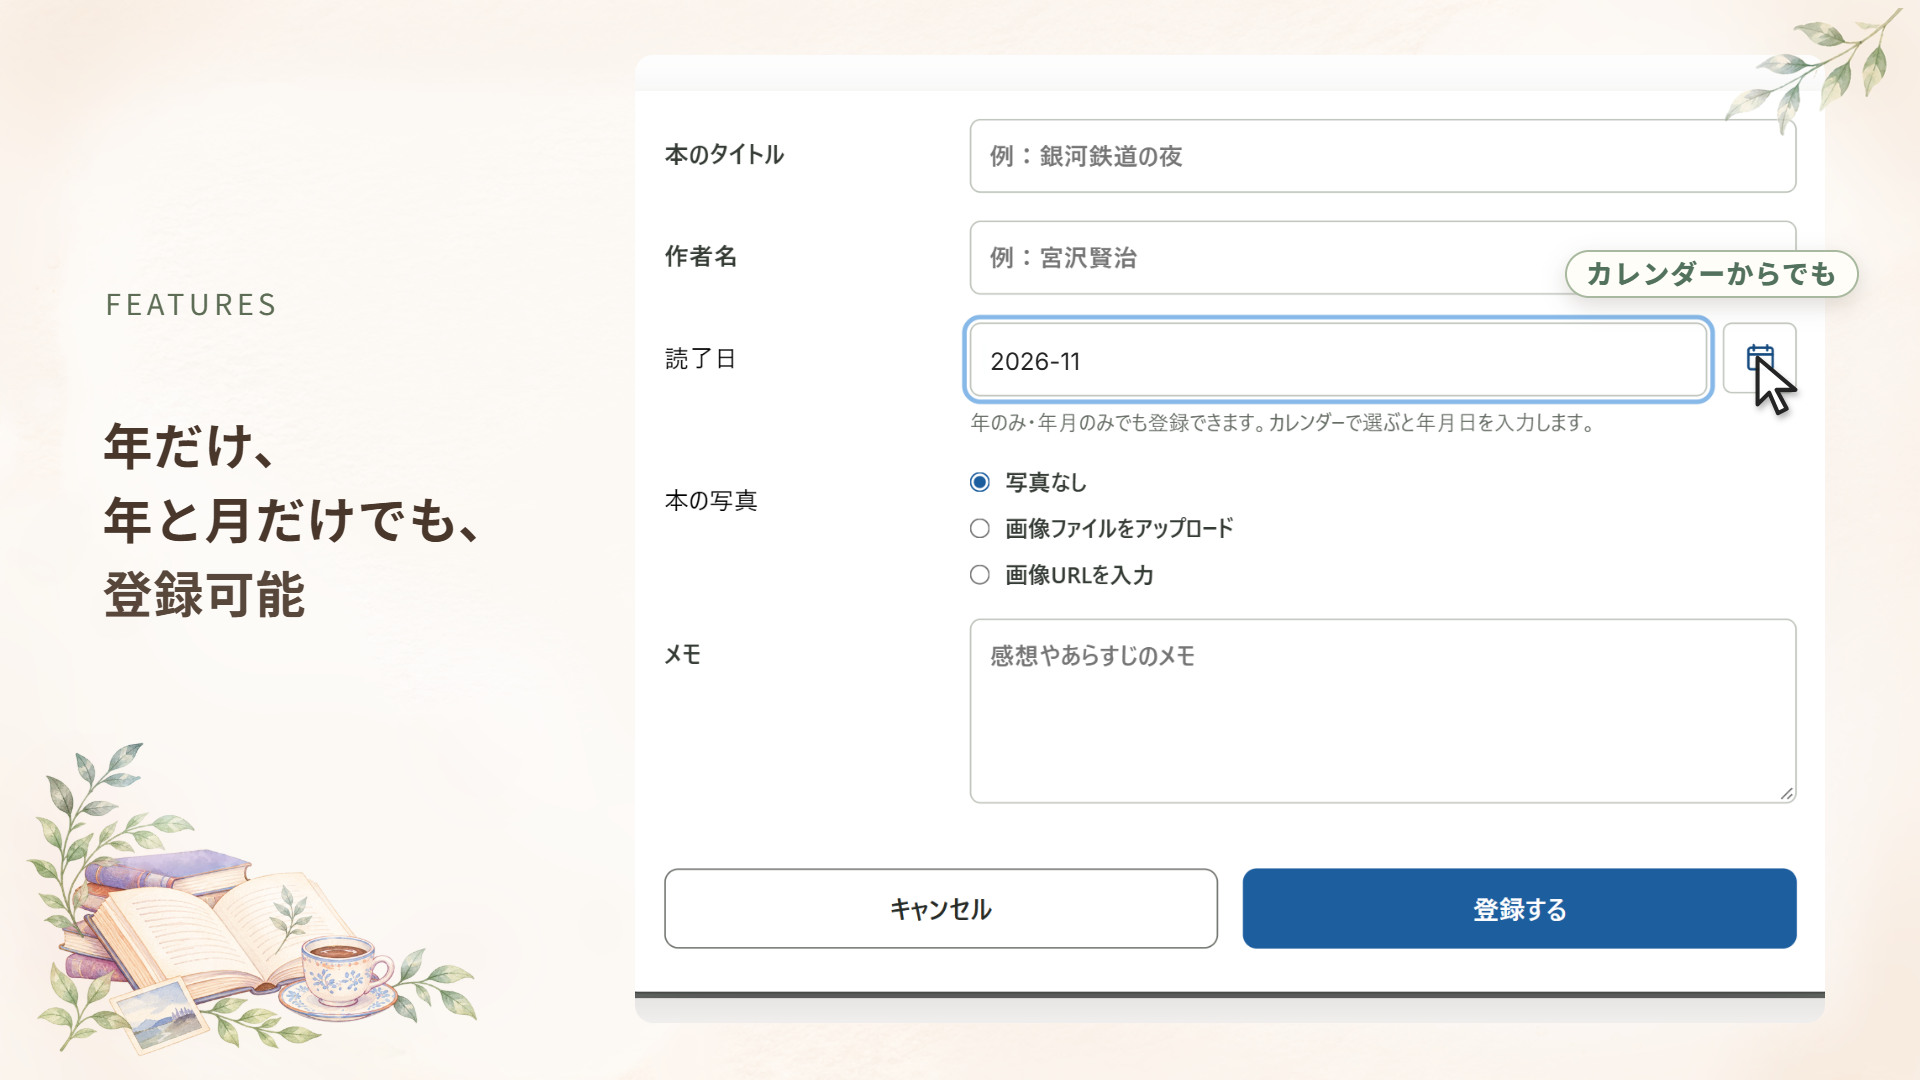 FEATURES
年だけ、
年と月だけでも、
登録可能
本のタイトル
例：銀河鉄道の夜
作者名
例：宮沢賢治
カレンダーからでも
読了日
2026-11
年のみ・年月のみでも登録できます。カレンダーで選ぶと年月日を入力します。
本の写真
写真なし
画像ファイルをアップロード
画像URLを入力
メモ
感想やあらすじのメモ
キャンセル
登録する